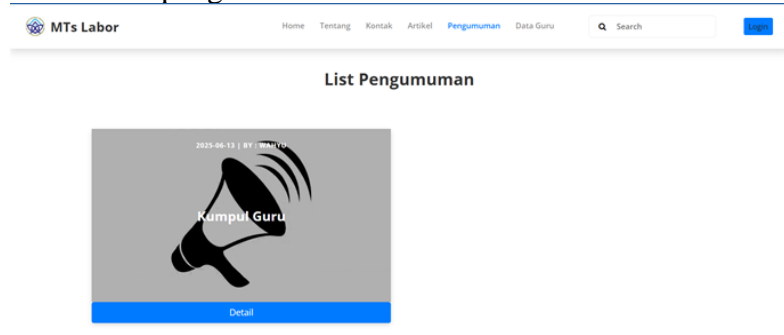 MTs Labor
Home Tentang Kontak Artikel Pengumuman Data Guru Search Login
List Pengumuman
2025-06-13 | BY : WAHYU
Kumpul Guru
Detail